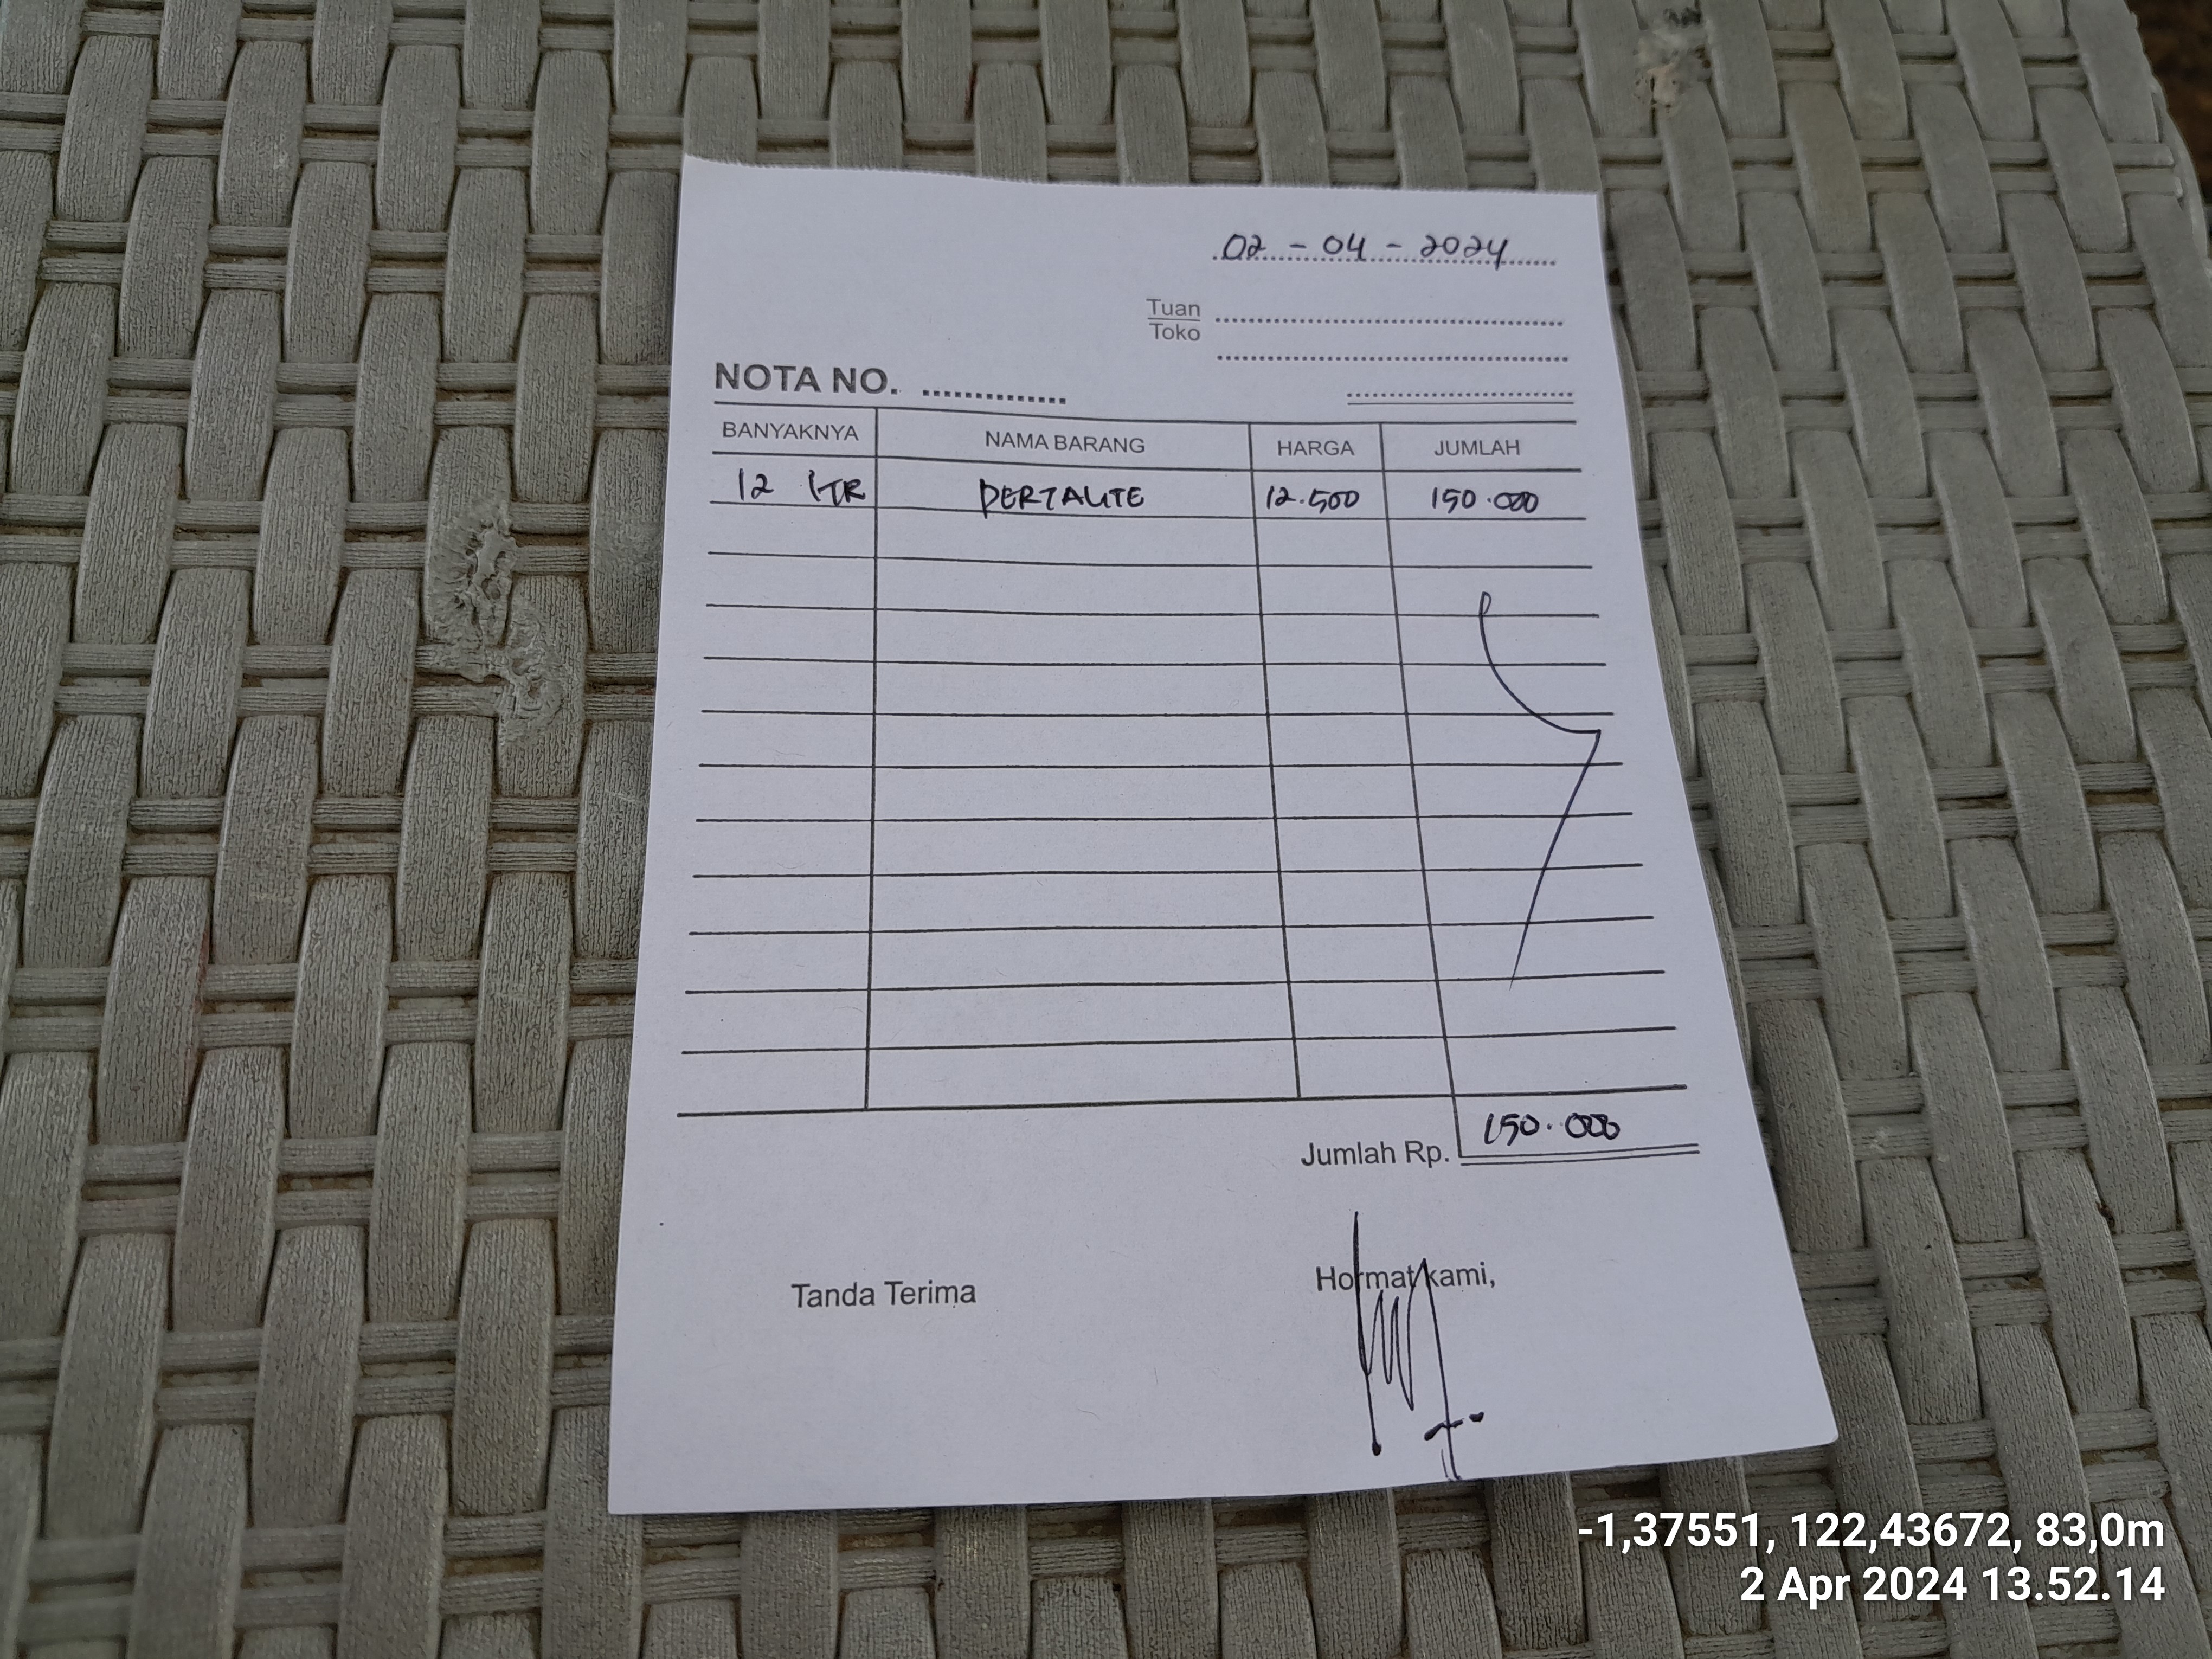 02 - 04 - 2024
Tuan
Toko
NOTA NO.
BANYAKNYA NAMA BARANG HARGA JUMLAH
12 LTR PERTALITE 12.500 150.000
Jumlah Rp. 150.000
Tanda Terima Hormat kami,
-1,37551, 122,43672, 83,0m
2 Apr 2024 13.52.14